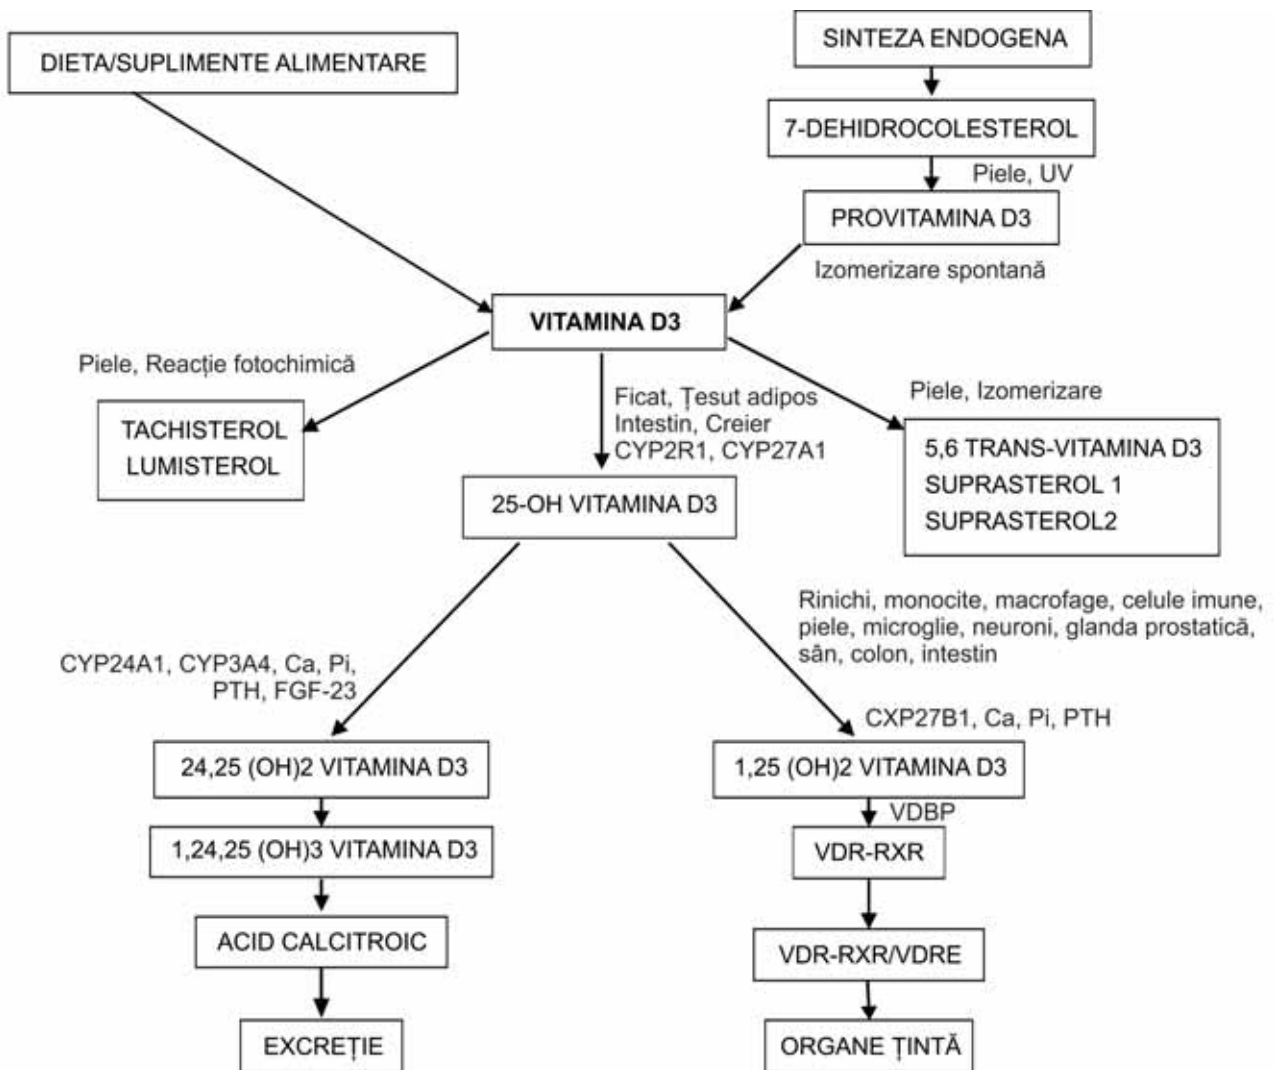 SINTEZA ENDOGENA
DIETA/SUPLIMENTE ALIMENTARE
7-DEHIDROCOLESTEROL
Piele, UV
PROVITAMINA D3
Izomerizare spontană
VITAMINA D3
Piele, Reacție fotochimică
TACHISTEROL
LUMISTEROL
Ficat, Țesut adipos
Intestin, Creier
CYP2R1, CYP27A1
Piele, Izomerizare
5,6 TRANS-VITAMINA D3
SUPRASTEROL 1
SUPRASTEROL2
25-OH VITAMINA D3
Rinichi, monocite, macrofage, celule imune,
piele, microglie, neuroni, glanda prostatică,
sân, colon, intestin
CYP24A1, CYP3A4, Ca, Pi,
PTH, FGF-23
CXP27B1, Ca, Pi, PTH
24,25 (OH)2 VITAMINA D3
1,25 (OH)2 VITAMINA D3
VDBP
1,24,25 (OH)3 VITAMINA D3
VDR-RXR
ACID CALCITROIC
VDR-RXR/VDRE
EXCREȚIE
ORGANE ȚINTĂ